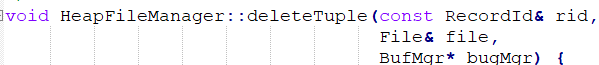 void HeapFileManager::deleteTuple(const RecordId& rid,
File& file,
BufMgr* bugMgr) {